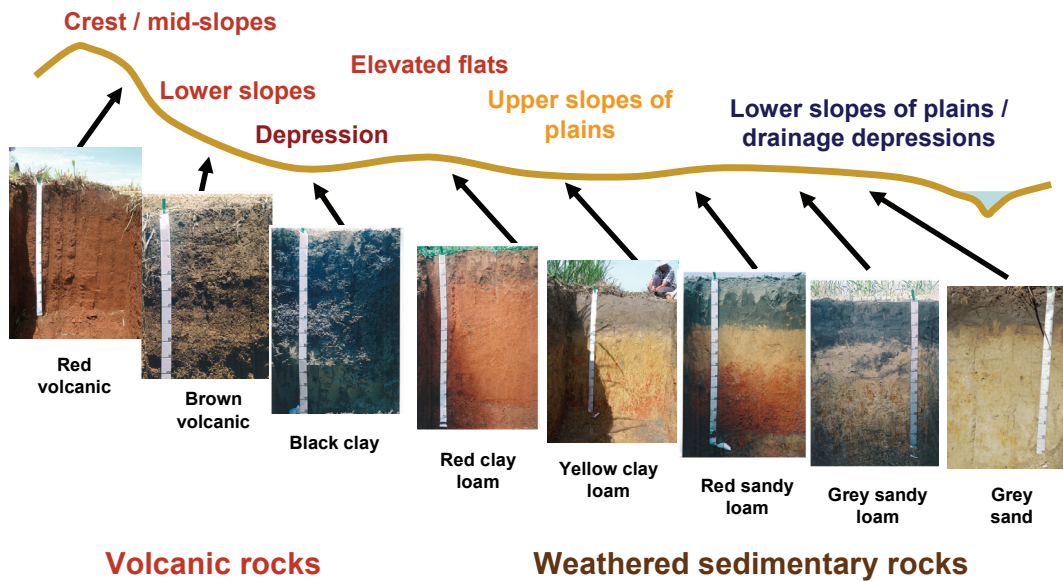 Crest / mid-slopes
Elevated flats
Lower slopes
Upper slopes of
plains
Lower slopes of plains /
drainage depressions
Depression
Red
volcanic
Brown
volcanic
Black clay
Red clay
loam
Yellow clay
loam
Red sandy
loam
Grey sandy
loam
Grey
sand
Volcanic rocks
Weathered sedimentary rocks